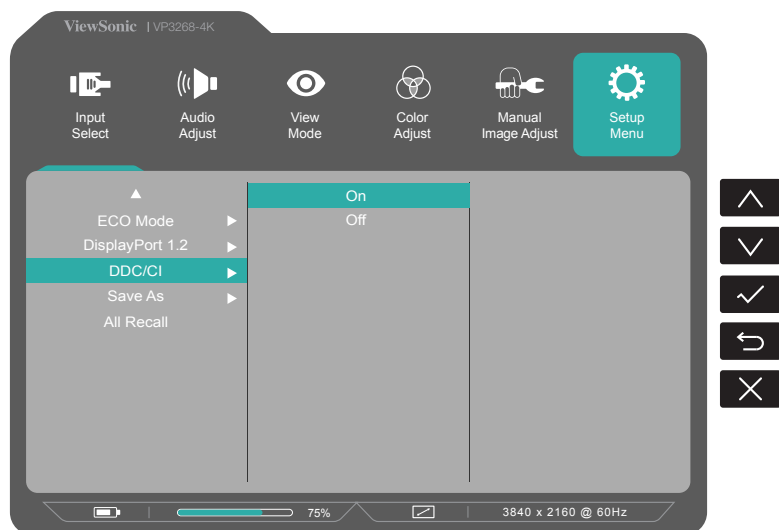 ViewSonic | VP3268-4K
Input
Select
Audio
Adjust
View
Mode
Color
Adjust
Manual
Image Adjust
Setup
Menu
ECO Mode
DisplayPort 1.2
DDC/CI
Save As
All Recall
On
Off
75%
3840 x 2160 @ 60Hz